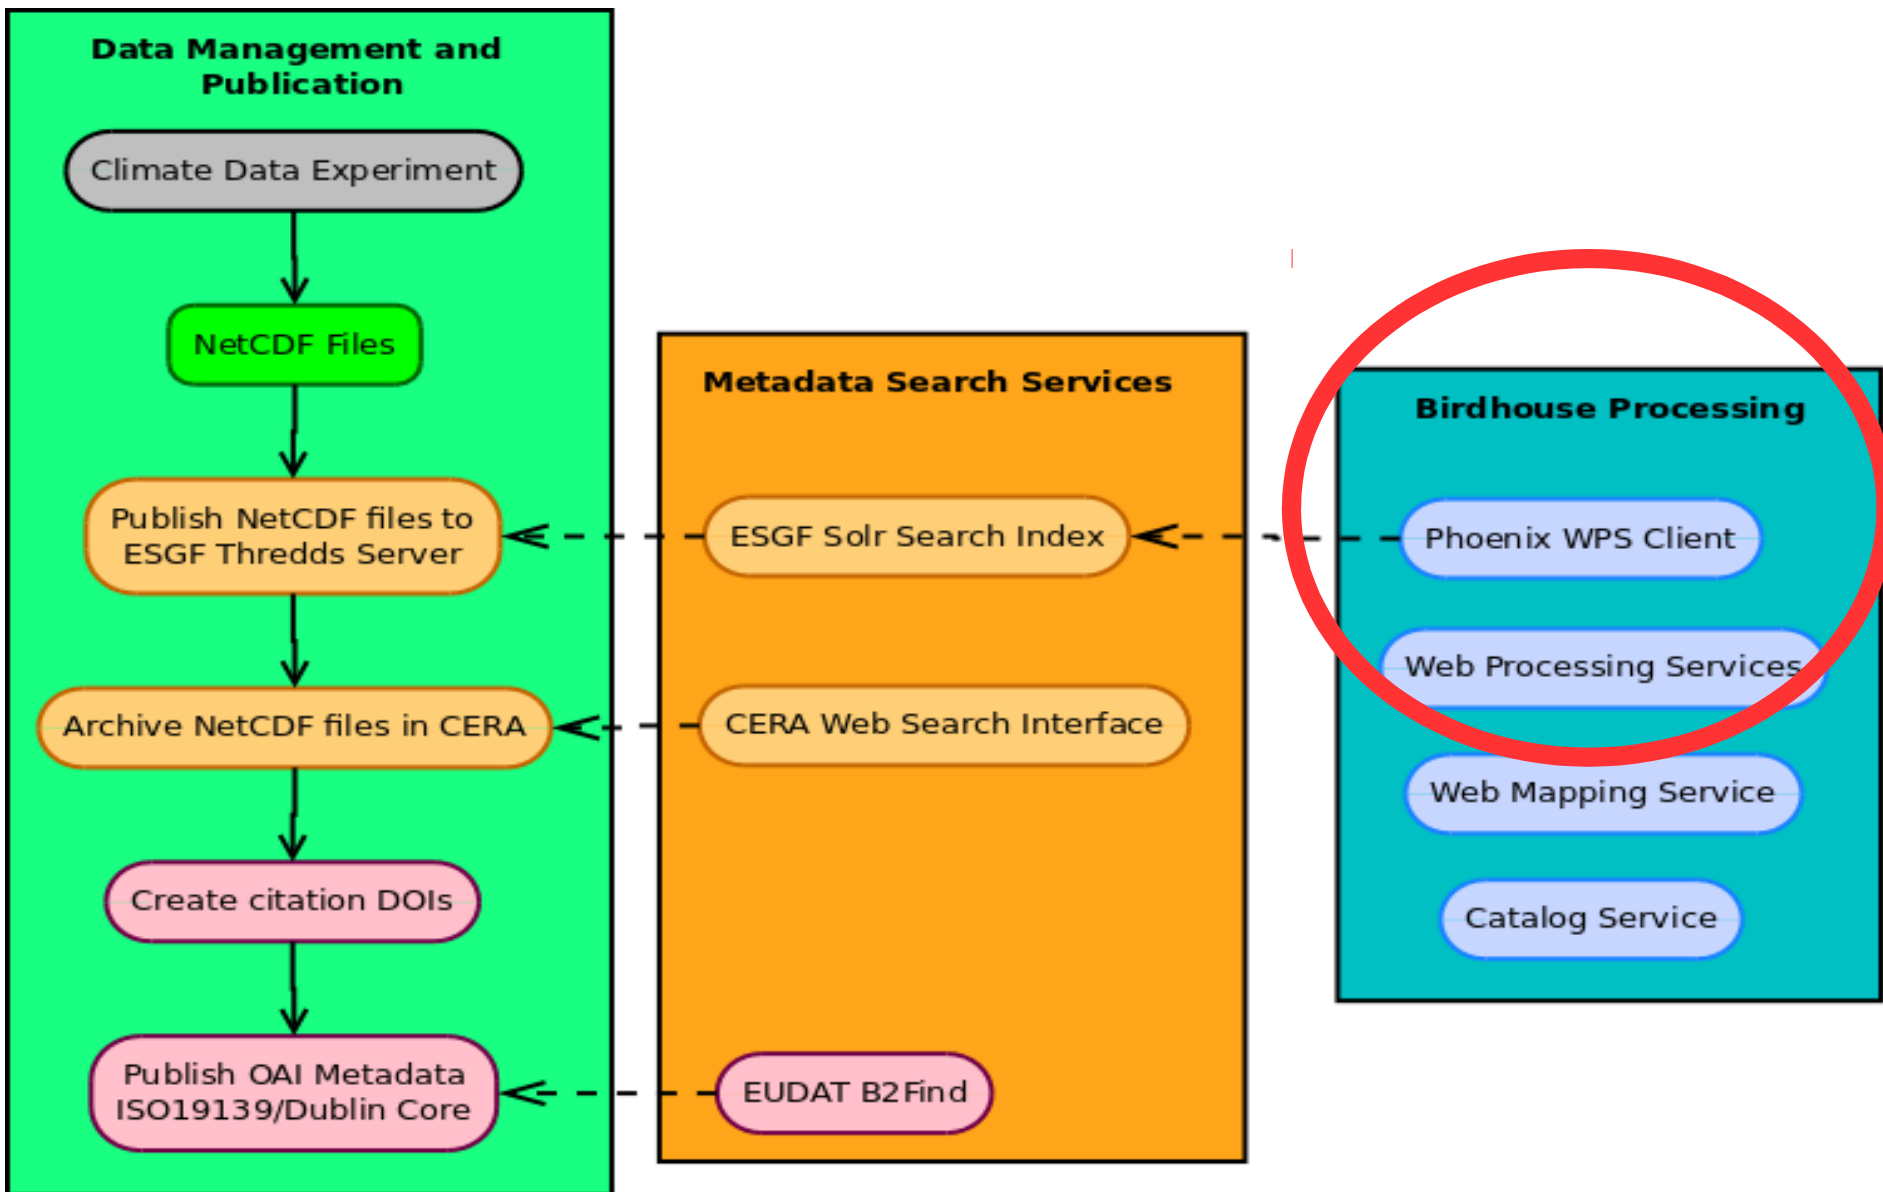 Data Management and
Publication
Climate Data Experiment
NetCDF Files
Publish NetCDF files to
ESGF Thredds Server
Archive NetCDF files in CERA
Create citation DOIs
Publish OAI Metadata
ISO19139/Dublin Core
Metadata Search Services
ESGF Solr Search Index
CERA Web Search Interface
EUDAT B2Find
Birdhouse Processing
Phoenix WPS Client
Web Processing Services
Web Mapping Service
Catalog Service